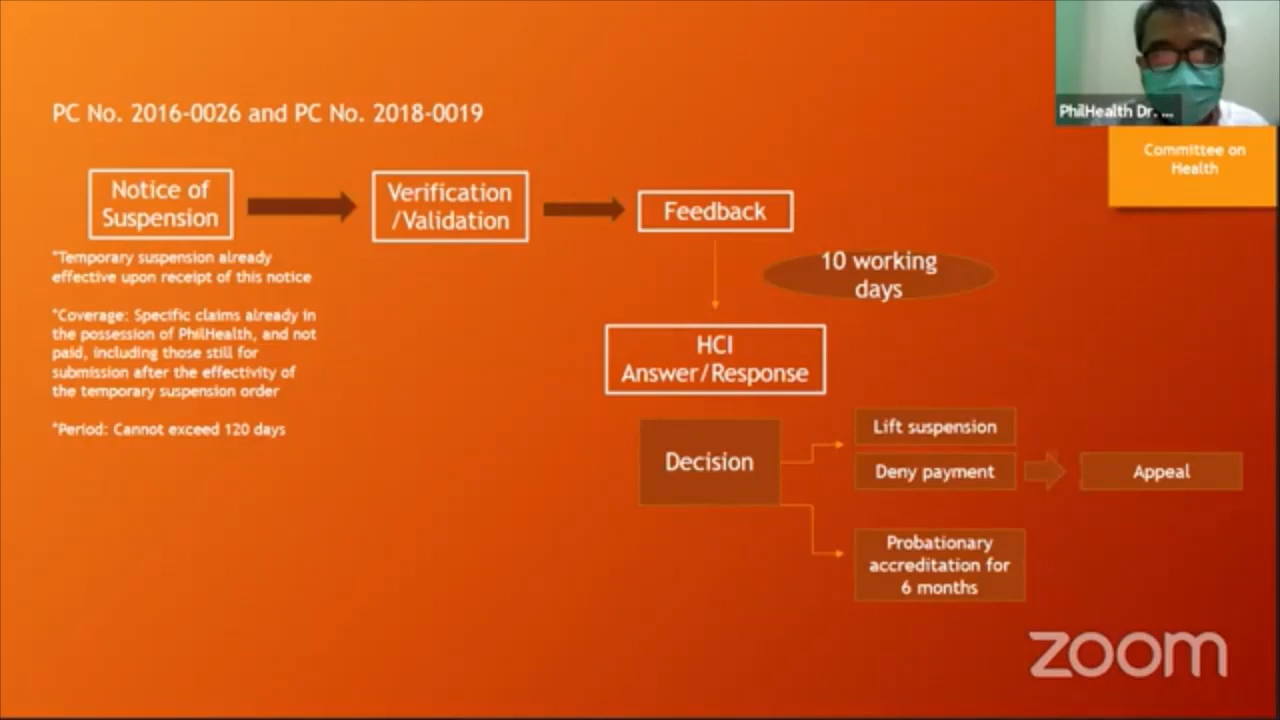 PC No. 2016-0026 and PC No. 2018-0019
PhilHealth Dr. ...
Committee on
Health
Notice of
Suspension
Verification
/Validation
Feedback
*Temporary suspension already
effective upon receipt of this notice
*Coverage: Specific claims already in
the possession of PhilHealth, and not
paid, including those still for
submission after the effectivity of
the temporary suspension order
*Period: Cannot exceed 120 days
10 working
days
HCI
Answer/Response
Decision
Lift suspension
Deny payment
Appeal
Probationary
accreditation for
6 months
zoom